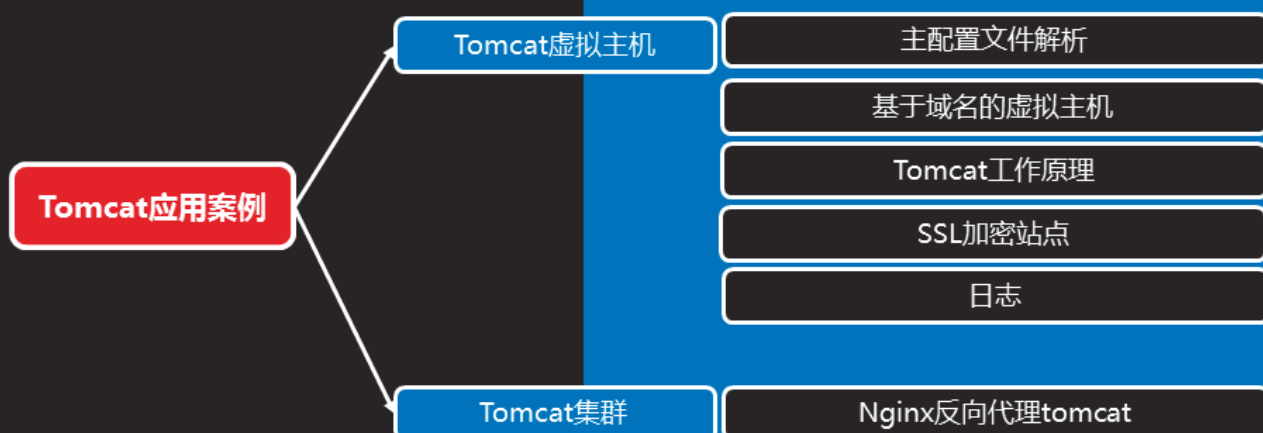 Tomcat应用案例
Tomcat虚拟主机
主配置文件解析
基于域名的虚拟主机
Tomcat工作原理
SSL加密站点
日志
Tomcat集群
Nginx反向代理tomcat